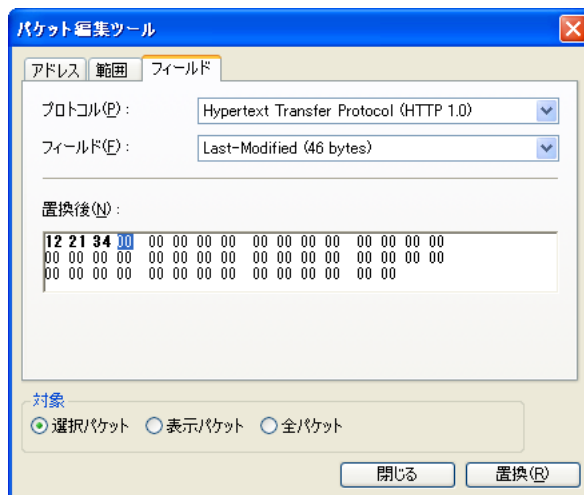 パケット編集ツール
アドレス 範囲 フィールド
プロトコル(P): Hypertext Transfer Protocol (HTTP 1.0)
フィールド(F): Last-Modified (46 bytes)
置換後(N):
12 21 34 00 00 00 00 00 00 00 00 00 00 00 00 00
00 00 00 00 00 00 00 00 00 00 00 00 00 00 00 00
00 00 00 00 00 00 00 00 00 00 00 00 00 00
対象
選択パケット 表示パケット 全パケット
閉じる 置換(R)